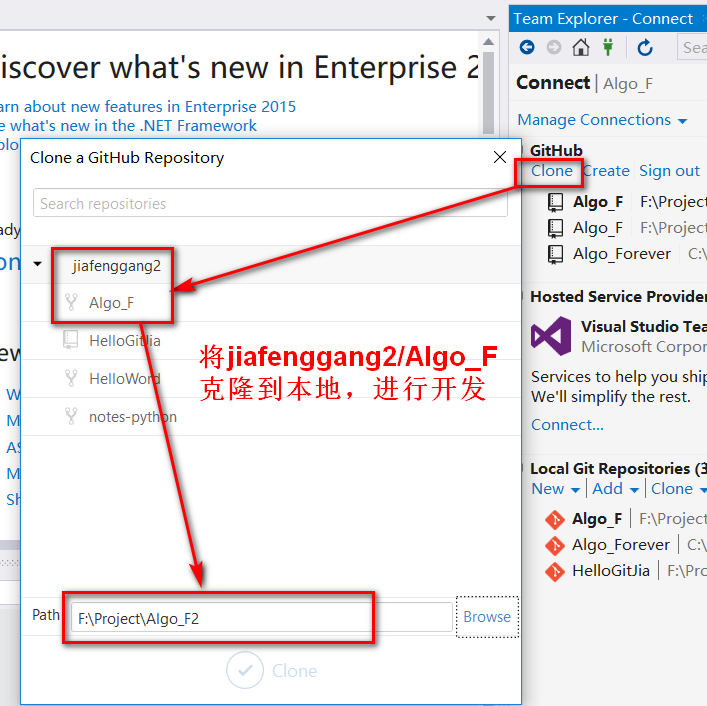 iscover what's new in Enterprise 2
arn about new features in Enterprise 2015
e what's new in the .NET Framework
Clone a GitHub Repository
Search repositories
jiafenggang2
Algo_F
HelloGitJia
HelloWord
notes-python
将jiafenggang2/Algo_F
克隆到本地，进行开发
Path
F:\Project\Algo_F2
Browse
Clone
Team Explorer - Connect
Sea
Connect | Algo_F
Manage Connections
GitHub
Clone Create Sign out
Algo_F F:\Project
Algo_F F:\Project
Algo_Forever C:\
Hosted Service Provider
Visual Studio Tea
Microsoft Corpor
Services to help you ship
We'll simplify the rest.
Connect...
Local Git Repositories (3
New Add Clone
Algo_F F:\Project
Algo_Forever C:\
HelloGitJia F:\Pro